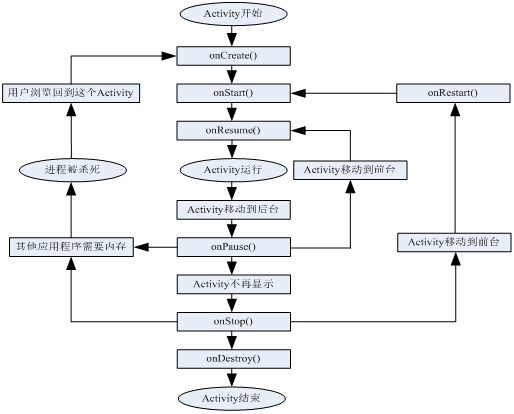 Activity开始
onCreate()
用户浏览回到这个Activity
onStart()
onRestart()
onResume()
进程被杀死
Activity运行
Activity移动到前台
Activity移动到后台
其他应用程序需要内存
onPause()
Activity移动到前台
Activity不再显示
onStop()
onDestroy()
Activity结束